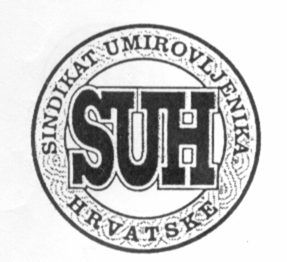 SINDIKAT UMIROVLJENIKA
SUH
HRVATSKE